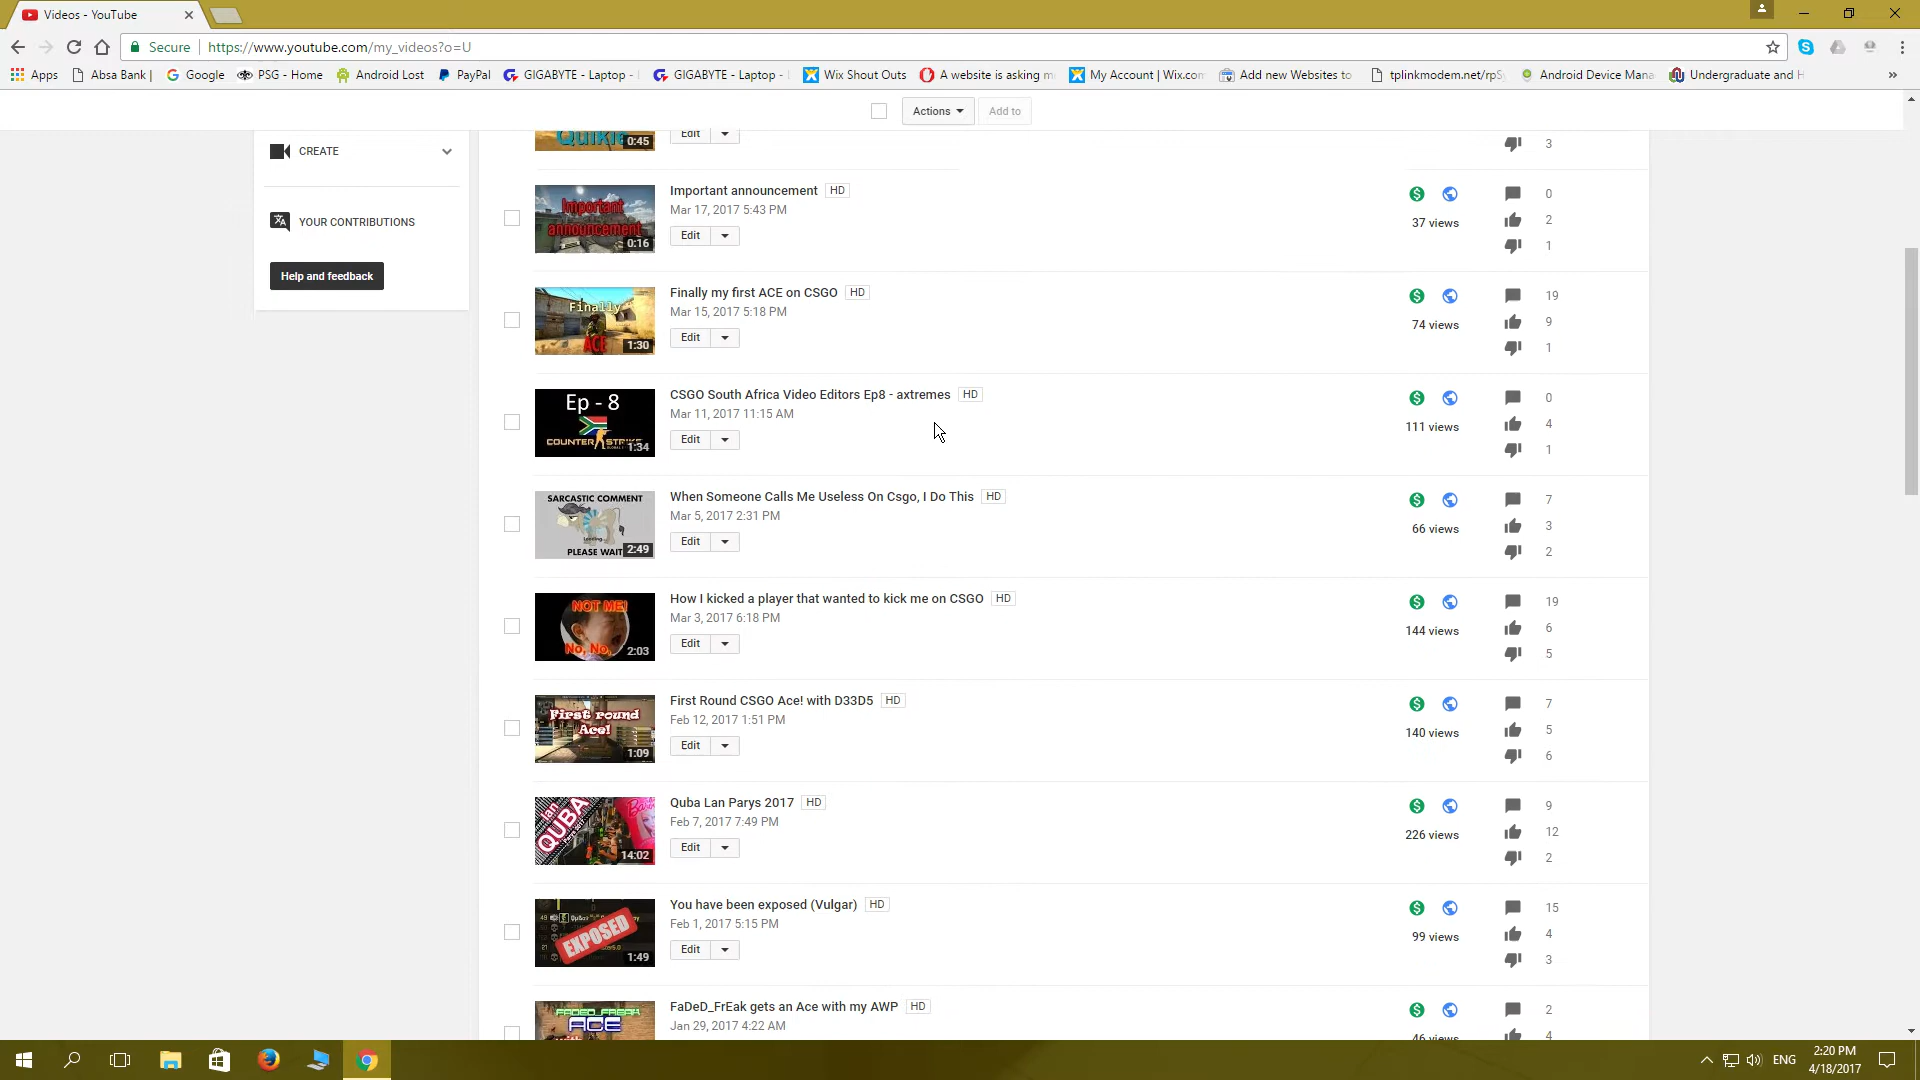 Videos - YouTube
Secure https://www.youtube.com/my_videos?o=U
Apps Absa Bank | Google PSG - Home Android Lost PayPal GIGABYTE - Laptop - GIGABYTE - Laptop - Wix Shout Outs A website is asking m My Account | Wix.com Add new Websites to tplinkmodem.net/rpS Android Device Mana Undergraduate and H »
Actions Add to
CREATE
YOUR CONTRIBUTIONS
Help and feedback
Quikie 0:45
Edit
3
Important announcement 0:16
Important announcement HD
Mar 17, 2017 5:43 PM
Edit
37 views
0
2
1
Finally ACE 1:30
Finally my first ACE on CSGO HD
Mar 15, 2017 5:18 PM
Edit
74 views
19
9
1
Ep - 8
COUNTER STRIKE 1:34
CSGO South Africa Video Editors Ep8 - axtremes HD
Mar 11, 2017 11:15 AM
Edit
111 views
0
4
1
SARCASTIC COMMENT
Loading...
PLEASE WAIT 2:49
When Someone Calls Me Useless On Csgo, I Do This HD
Mar 5, 2017 2:31 PM
Edit
66 views
7
3
2
NOT ME!
No, No, 2:03
How I kicked a player that wanted to kick me on CSGO HD
Mar 3, 2017 6:18 PM
Edit
144 views
19
6
5
First round
Ace! 1:09
First Round CSGO Ace! with D33D5 HD
Feb 12, 2017 1:51 PM
Edit
140 views
7
5
6
lan QUBA 14:02
Quba Lan Parys 2017 HD
Feb 7, 2017 7:49 PM
Edit
226 views
9
12
2
EXPOSED 1:49
You have been exposed (Vulgar) HD
Feb 1, 2017 5:15 PM
Edit
99 views
15
4
3
FADED_FREAK
ACE
FaDeD_FrEak gets an Ace with my AWP HD
Jan 29, 2017 4:22 AM
46 views
2
4
ENG 2:20 PM
4/18/2017